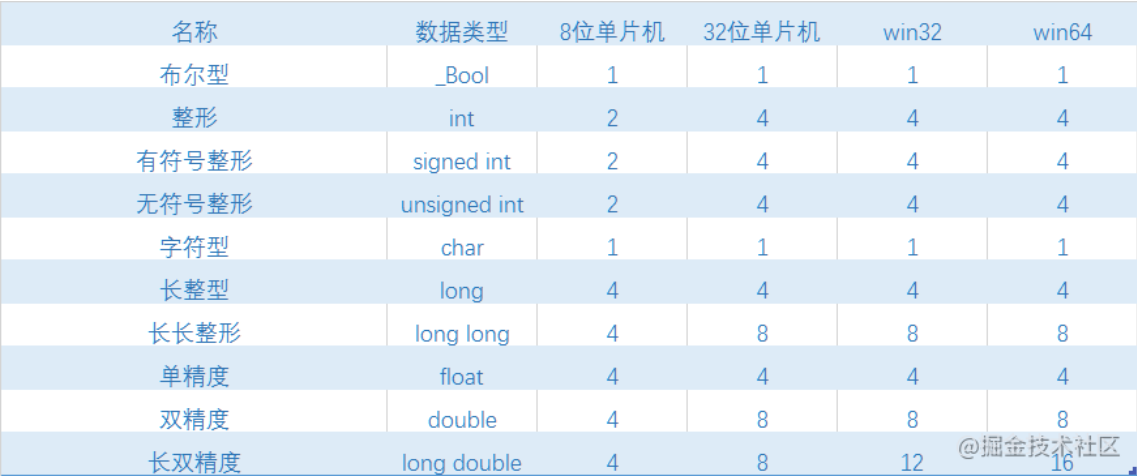 名称 数据类型 8位单片机 32位单片机 win32 win64
布尔型 _Bool 1 1 1 1
整形 int 2 4 4 4
有符号整形 signed int 2 4 4 4
无符号整形 unsigned int 2 4 4 4
字符型 char 1 1 1 1
长整型 long 4 4 4 4
长长整形 long long 4 8 8 8
单精度 float 4 4 4 4
双精度 double 4 8 8 8
长双精度 long double 4 8 12 16
@掘金技术社区